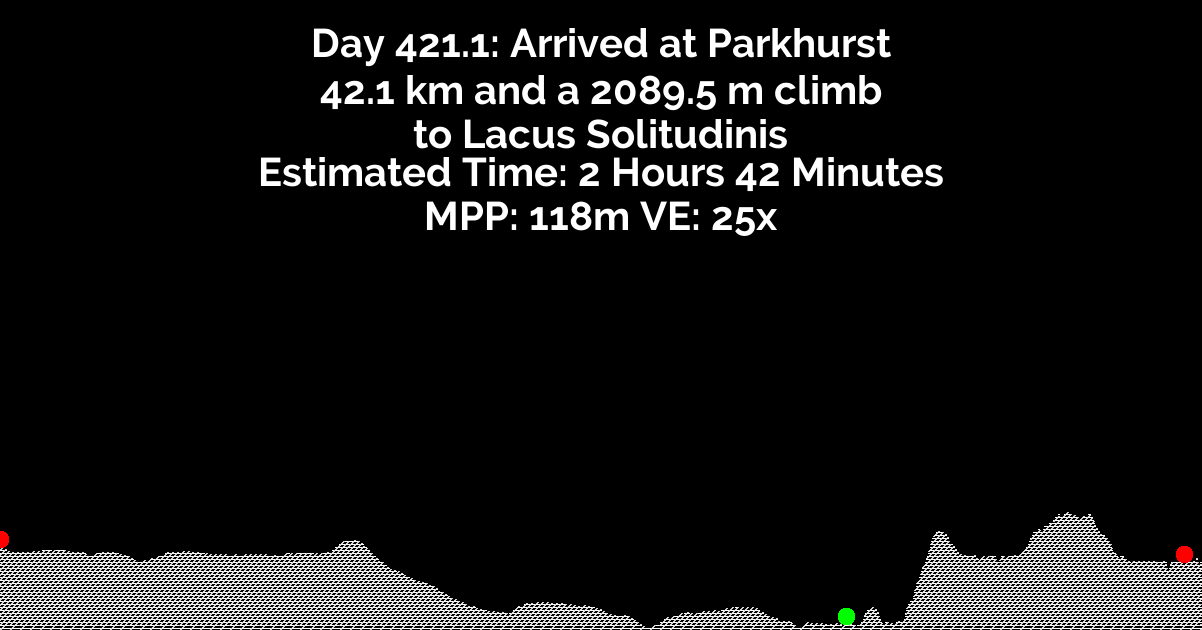 Day 421.1: Arrived at Parkhurst
42.1 km and a 2089.5 m climb
to Lacus Solitudinis
Estimated Time: 2 Hours 42 Minutes
MPP: 118m VE: 25x